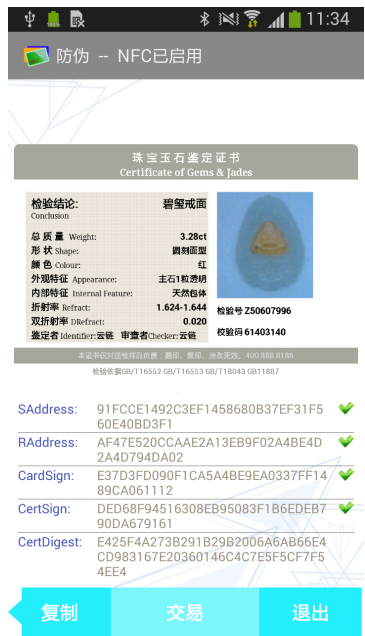 11:34
防伪 -- NFC已启用
珠宝玉石鉴定证书
Certificate of Gems & Jades
检验结论: 碧玺戒面
Conclusion
总 质 量 Weight: 3.28ct
形 状 Shape: 圆刻面型
颜 色 Colour: 红
外观特征 Appearance: 主石1粒透明
内部特征 Internal Feature: 天然包体
折射率 Refract: 1.624-1.644
双折射率 DRefract: 0.020
鉴定者 Identifier:云链 审查者Checker:云链
检验号 Z50607996
校验码 61403140
本证书仅对送检样品负责，翻印、复印、涂改无效。400 888 8186
检验依据GB/T16552 GB/T16553 GB/T18043 GB11887
SAddress: 91FCCE1492C3EF1458680B37EF31F5
60E40BD3F1
RAddress: AF47E520CCAAE2A13EB9F02A4BE4D
2A4D794DA02
CardSign: E37D3FD090F1CA5A4BE9EA0337FF14
89CA061112
CertSign: DED68F94516308EB95083F1B6EDEB7
90DA679161
CertDigest: E425F4A273B291B29B2006A6AB66E4
CD983167E20360146C4C7E5F5CF7F5
4EE4
复制 交易 退出